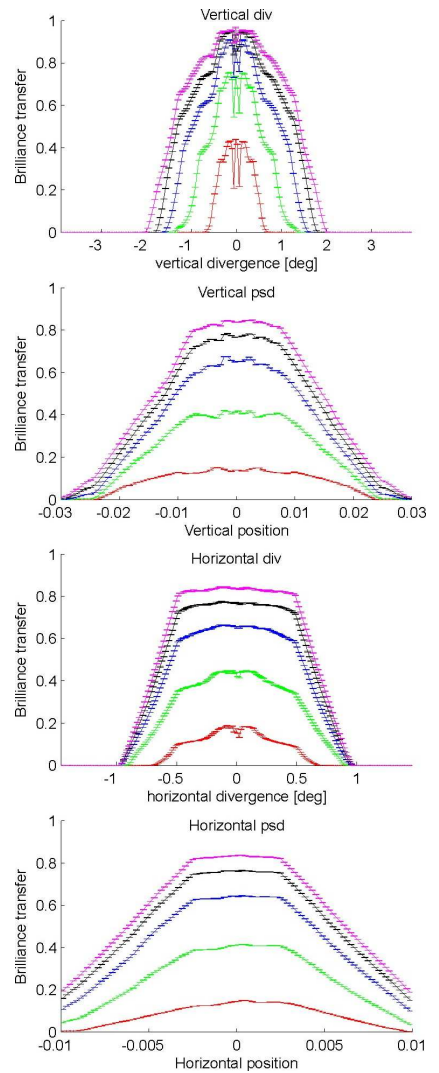 Vertical div
Brilliance transfer
1
0.8
0.6
0.4
0.2
0
-3 -2 -1 0 1 2 3
vertical divergence [deg]
Vertical psd
Brilliance transfer
1
0.8
0.6
0.4
0.2
0
-0.03 -0.02 -0.01 0 0.01 0.02 0.03
Vertical position
Horizontal div
Brilliance transfer
1
0.8
0.6
0.4
0.2
0
-1 -0.5 0 0.5 1
horizontal divergence [deg]
Horizontal psd
Brilliance transfer
1
0.8
0.6
0.4
0.2
0
-0.01 -0.005 0 0.005 0.01
Horizontal position